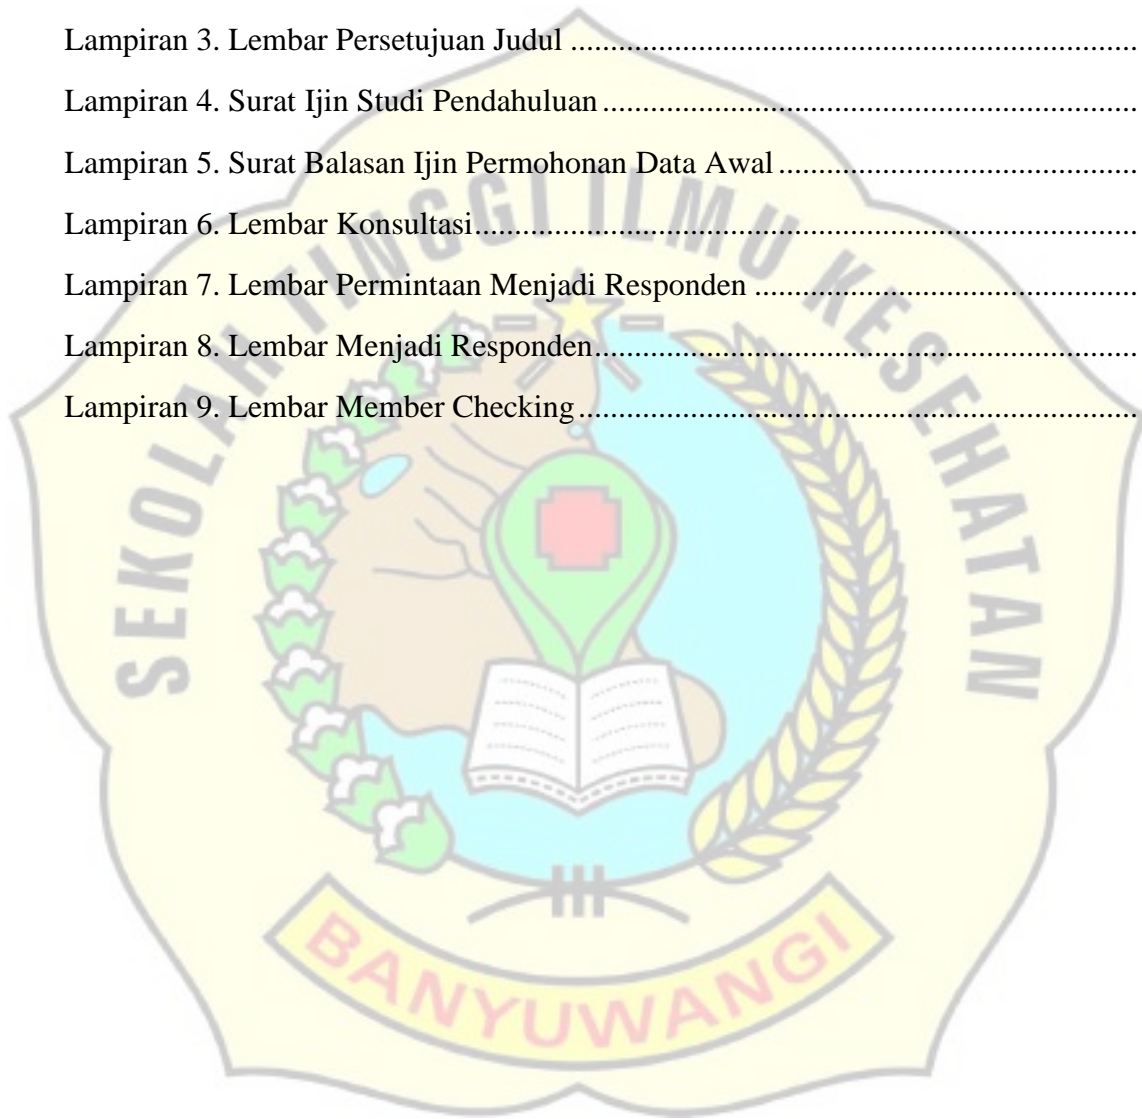 Lampiran 3. Lembar Persetujuan Judul ......................................................................
Lampiran 4. Surat Ijin Studi Pendahuluan ..................................................................
Lampiran 5. Surat Balasan Ijin Permohonan Data Awal ............................................
Lampiran 6. Lembar Konsultasi..................................................................................
Lampiran 7. Lembar Permintaan Menjadi Responden ...............................................
Lampiran 8. Lembar Menjadi Responden...................................................................
Lampiran 9. Lembar Member Checking .....................................................................
SEKOLAH TINGGI ILMU KESEHATAN
BANYUWANGI